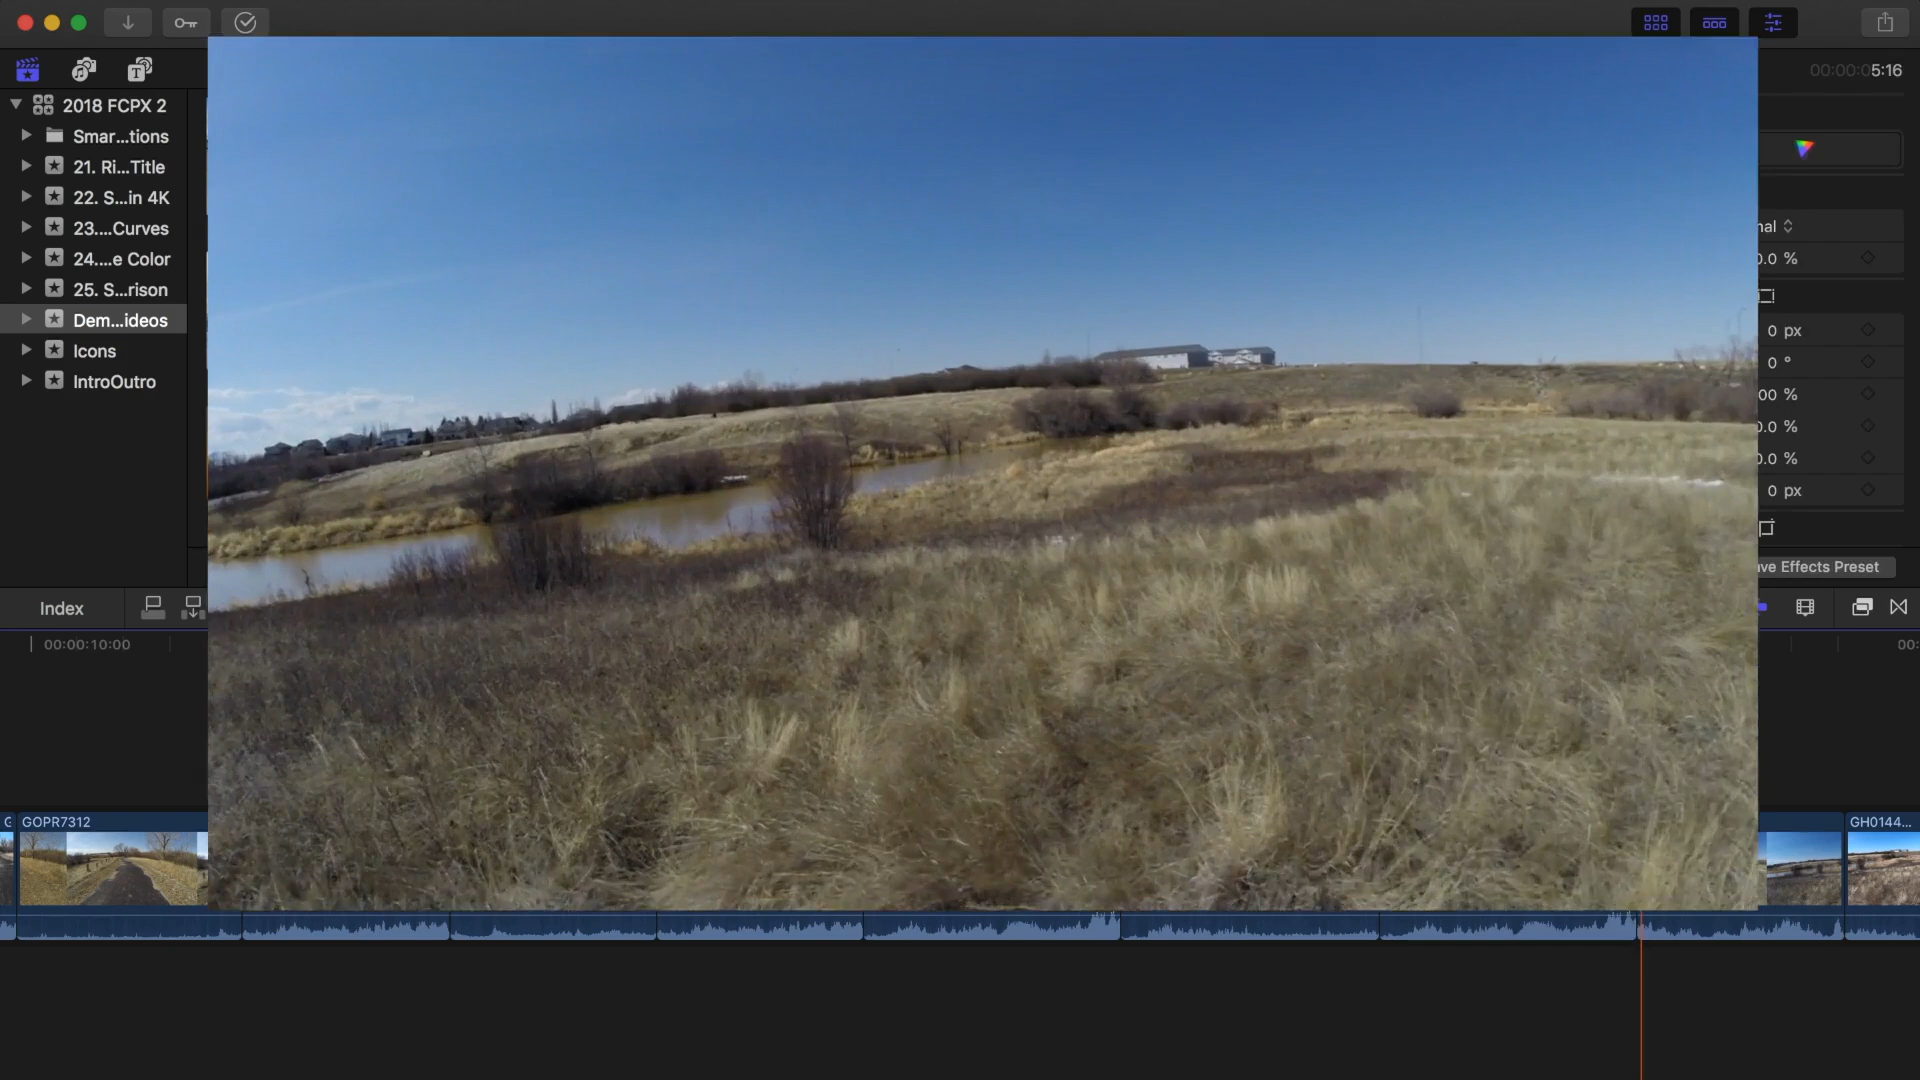 00:00:05:16
2018 FCPX 2
Smar...tions
21. Ri...Title
22. S...in 4K
23....Curves
24....e Color
25. S...rison
Dem...ideos
Icons
IntroOutro
nal
0.0 %
0 px
0 °
00 %
0.0 %
0.0 %
0 px
ve Effects Preset
Index
00:00:10:00
00:
G
GOPR7312
GH0144...